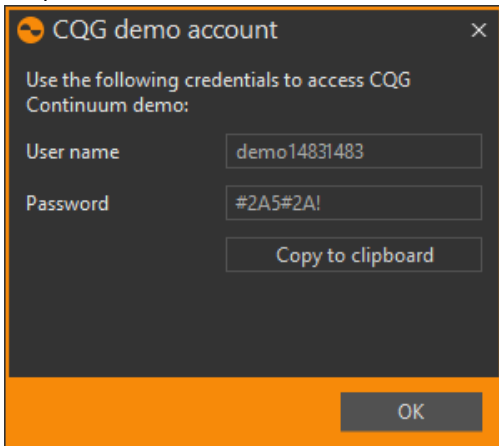 CQG demo account
Use the following credentials to access CQG
Continuum demo:
User name demo14831483
Password #2A5#2A!
Copy to clipboard
OK